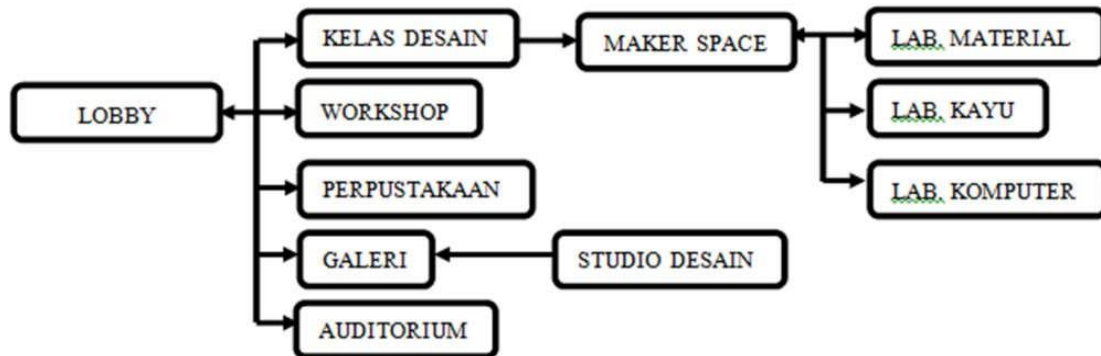 LOBBY
KELAS DESAIN
WORKSHOP
PERPUSTAKAAN
GALERI
AUDITORIUM
MAKER SPACE
STUDIO DESAIN
LAB. MATERIAL
LAB. KAYU
LAB. KOMPUTER